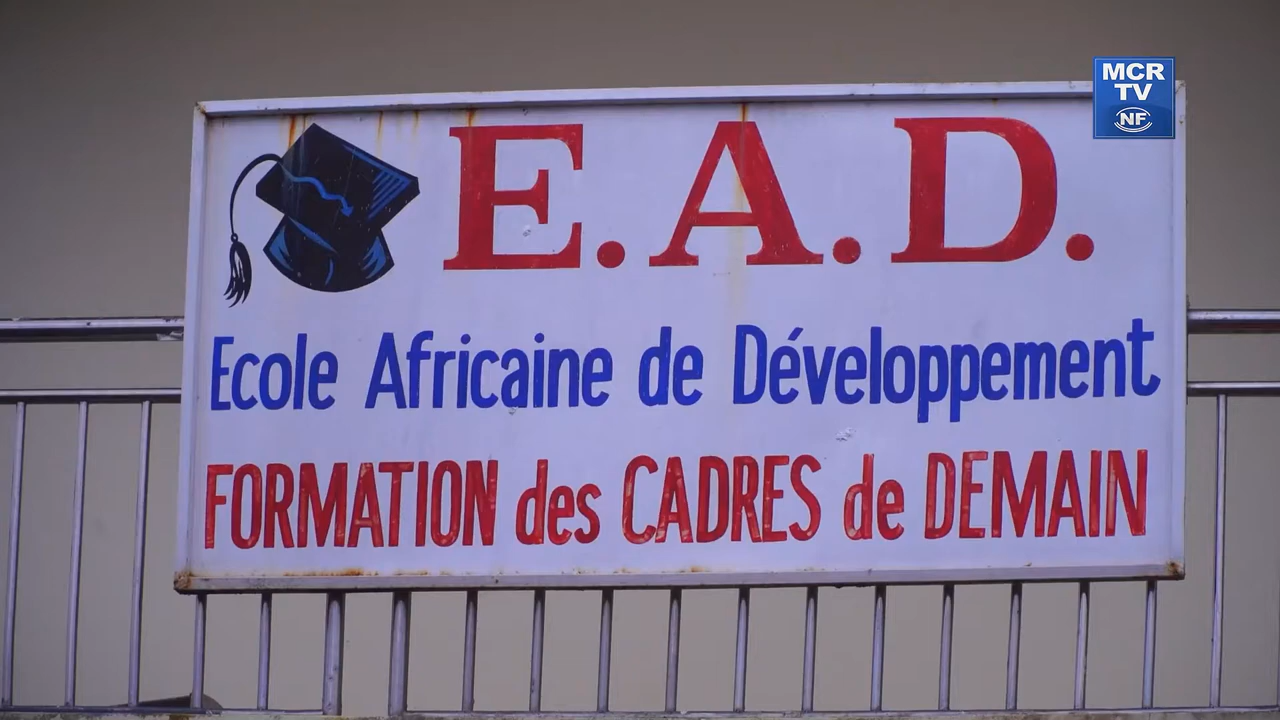 MCR
TV
NF
E.A.D.
Ecole Africaine de Développement
FORMATION des CADRES de DEMAIN